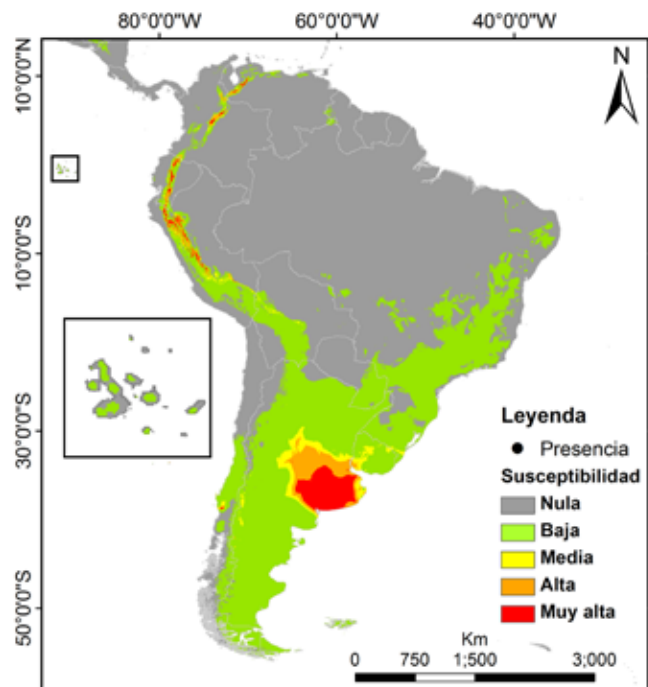 80°0'0"W 60°0'0"W 40°0'0"W
10°0'0"N
N
10°0'0"S
30°0'0"S
50°0'0"S
Leyenda
Presencia
Susceptibilidad
Nula
Baja
Media
Alta
Muy alta
Km
0 750 1;500 3;000